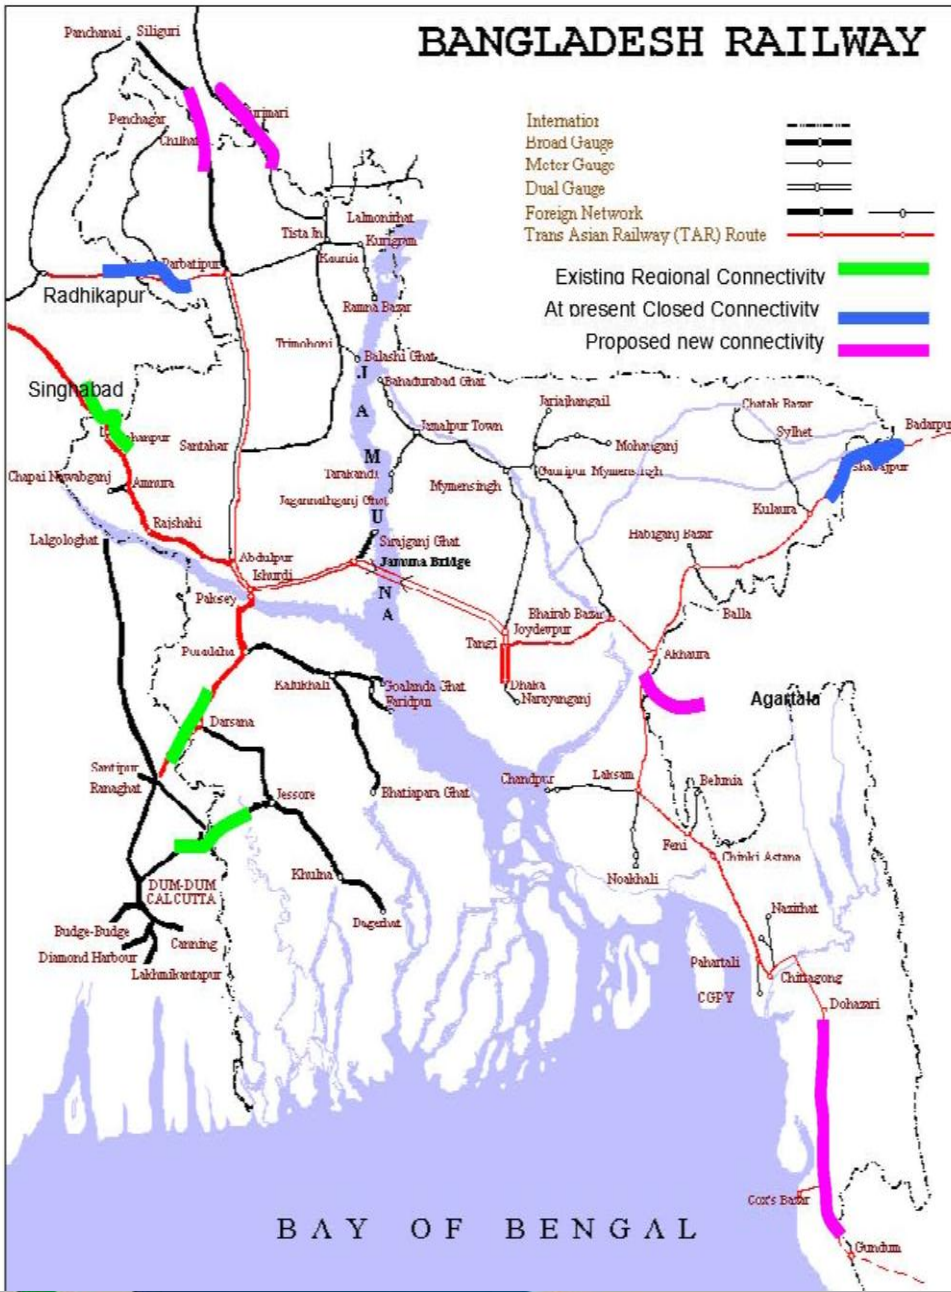 BANGLADESH RAILWAY
Panchanai
Siliguri
Penchagar
Internation
Broad Gauge
Meter Gauge
Dual Gauge
Foreign Network
Trans Asian Railway (TAR) Route
Existing Regional Connectivity
At present Closed Connectivity
Proposed new connectivity
Lalmonirhat
Tista Jn
Kurigram
Kaunia
Parbatipur
Radhikapur
Ramna Bazar
Trimohoni
Balashi Ghat
Bahadurabad Ghat
Singhabad
JAMUNA
Jariajhangail
Chatak Bazar
Jamalpur Town
Sylhet
Badarpur
Mohanganj
Santahar
Tarakandi
Mymensingh
Gauripur Mymensingh
Chapai Nawabganj
Amnura
Jagannathganj Ghat
Kulaura
Rajshahi
Habiganj Bazar
Lalgologhat
Sirajganj Ghat
Abdulpur
Jamuna Bridge
Ishurdi
Paksey
Bhairab Bazar
Balla
Joydevpur
Tangi
Poradaha
Akhaura
Kalukhali
Goalanda Ghat
Dhaka
Faridpur
Narayanganj
Agartala
Darsana
Santipur
Ranaghat
Chandpur
Laksam
Belunia
Jessore
Bhatiapara Ghat
Feni
Chinki Astana
Noakhali
Khulna
DUM-DUM
CALCUTTA
Nazirhat
Budge-Budge
Canning
Diamond Harbour
Lakhmikantapur
Pahartali
Chittagong
CGPY
Dohazari
Cox's Bazar
BAY OF BENGAL
Gundum